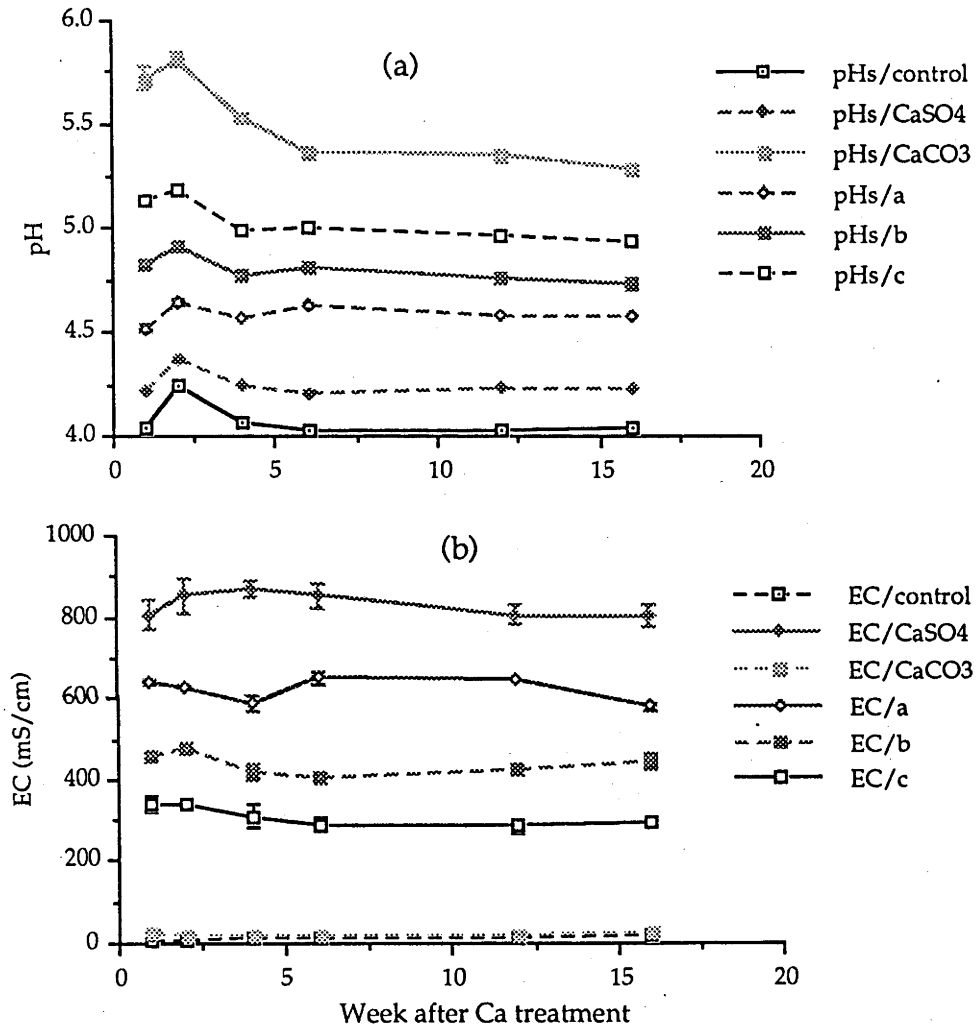 (a)
6.0
5.5
5.0
4.5
4.0
pH
0 5 10 15 20
pHs/control
pHs/CaSO4
pHs/CaCO3
pHs/a
pHs/b
pHs/c
(b)
1000
800
600
400
200
0
EC (mS/cm)
0 5 10 15 20
Week after Ca treatment
EC/control
EC/CaSO4
EC/CaCO3
EC/a
EC/b
EC/c